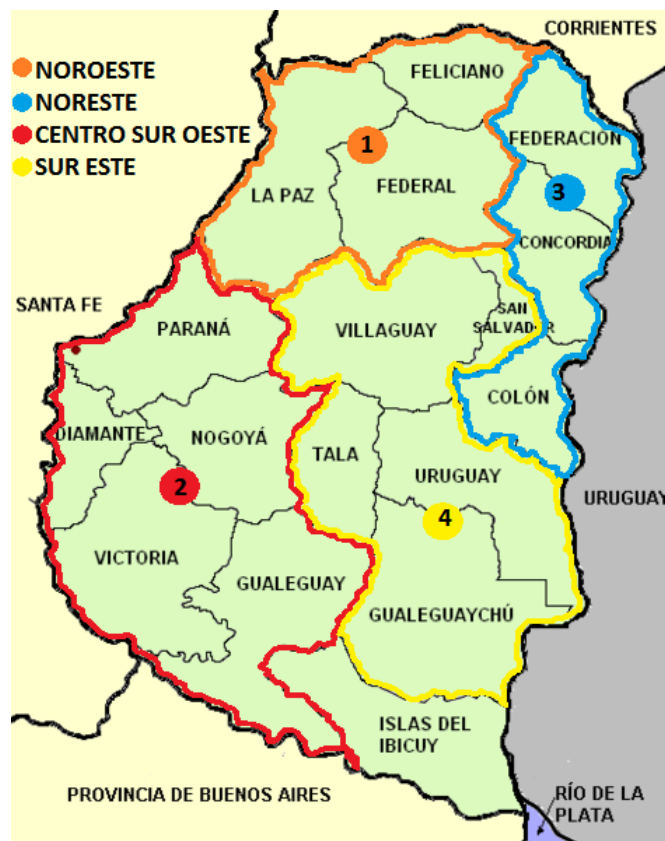 CORRIENTES
NOROESTE
NORESTE
CENTRO SUR OESTE
SUR ESTE
FELICIANO
1
LA PAZ
FEDERAL
FEDERACION
3
CONCORDIA
SANTA FE
PARANÁ
VILLAGUAY
SAN
SALVADOR
COLÓN
DIAMANTE
NOGOYÁ
TALA
URUGUAY
URUGUAY
2
4
VICTORIA
GUALEGUAY
GUALEGUAYCHÚ
ISLAS DEL
IBICUY
PROVINCIA DE BUENOS AIRES
RÍO DE LA
PLATA